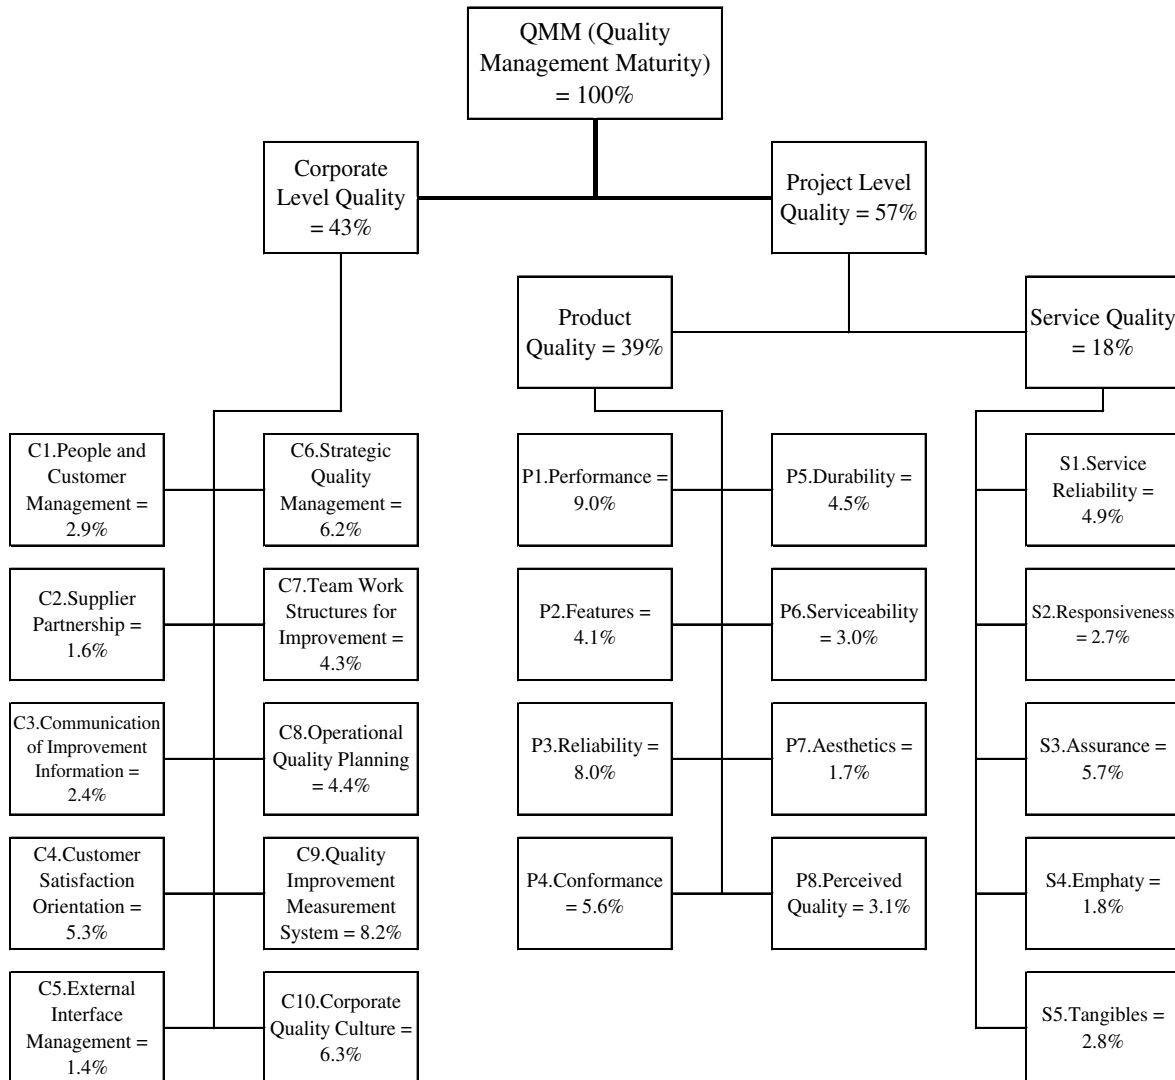 QMM (Quality
Management Maturity)
= 100%
Corporate
Level Quality
= 43%
Project Level
Quality = 57%
Product
Quality = 39%
Service Quality
= 18%
C1.People and
Customer
Management =
2.9%
C6.Strategic
Quality
Management =
6.2%
P1.Performance =
9.0%
P5.Durability =
4.5%
S1.Service
Reliability =
4.9%
C2.Supplier
Partnership =
1.6%
C7.Team Work
Structures for
Improvement =
4.3%
P2.Features =
4.1%
P6.Serviceability
= 3.0%
S2.Responsiveness
= 2.7%
C3.Communication
of Improvement
Information =
2.4%
C8.Operational
Quality Planning
= 4.4%
P3.Reliability =
8.0%
P7.Aesthetics =
1.7%
S3.Assurance =
5.7%
C4.Customer
Satisfaction
Orientation =
5.3%
C9.Quality
Improvement
Measurement
System = 8.2%
P4.Conformance
= 5.6%
P8.Perceived
Quality = 3.1%
S4.Emphaty =
1.8%
C5.External
Interface
Management =
1.4%
C10.Corporate
Quality Culture =
6.3%
S5.Tangibles =
2.8%